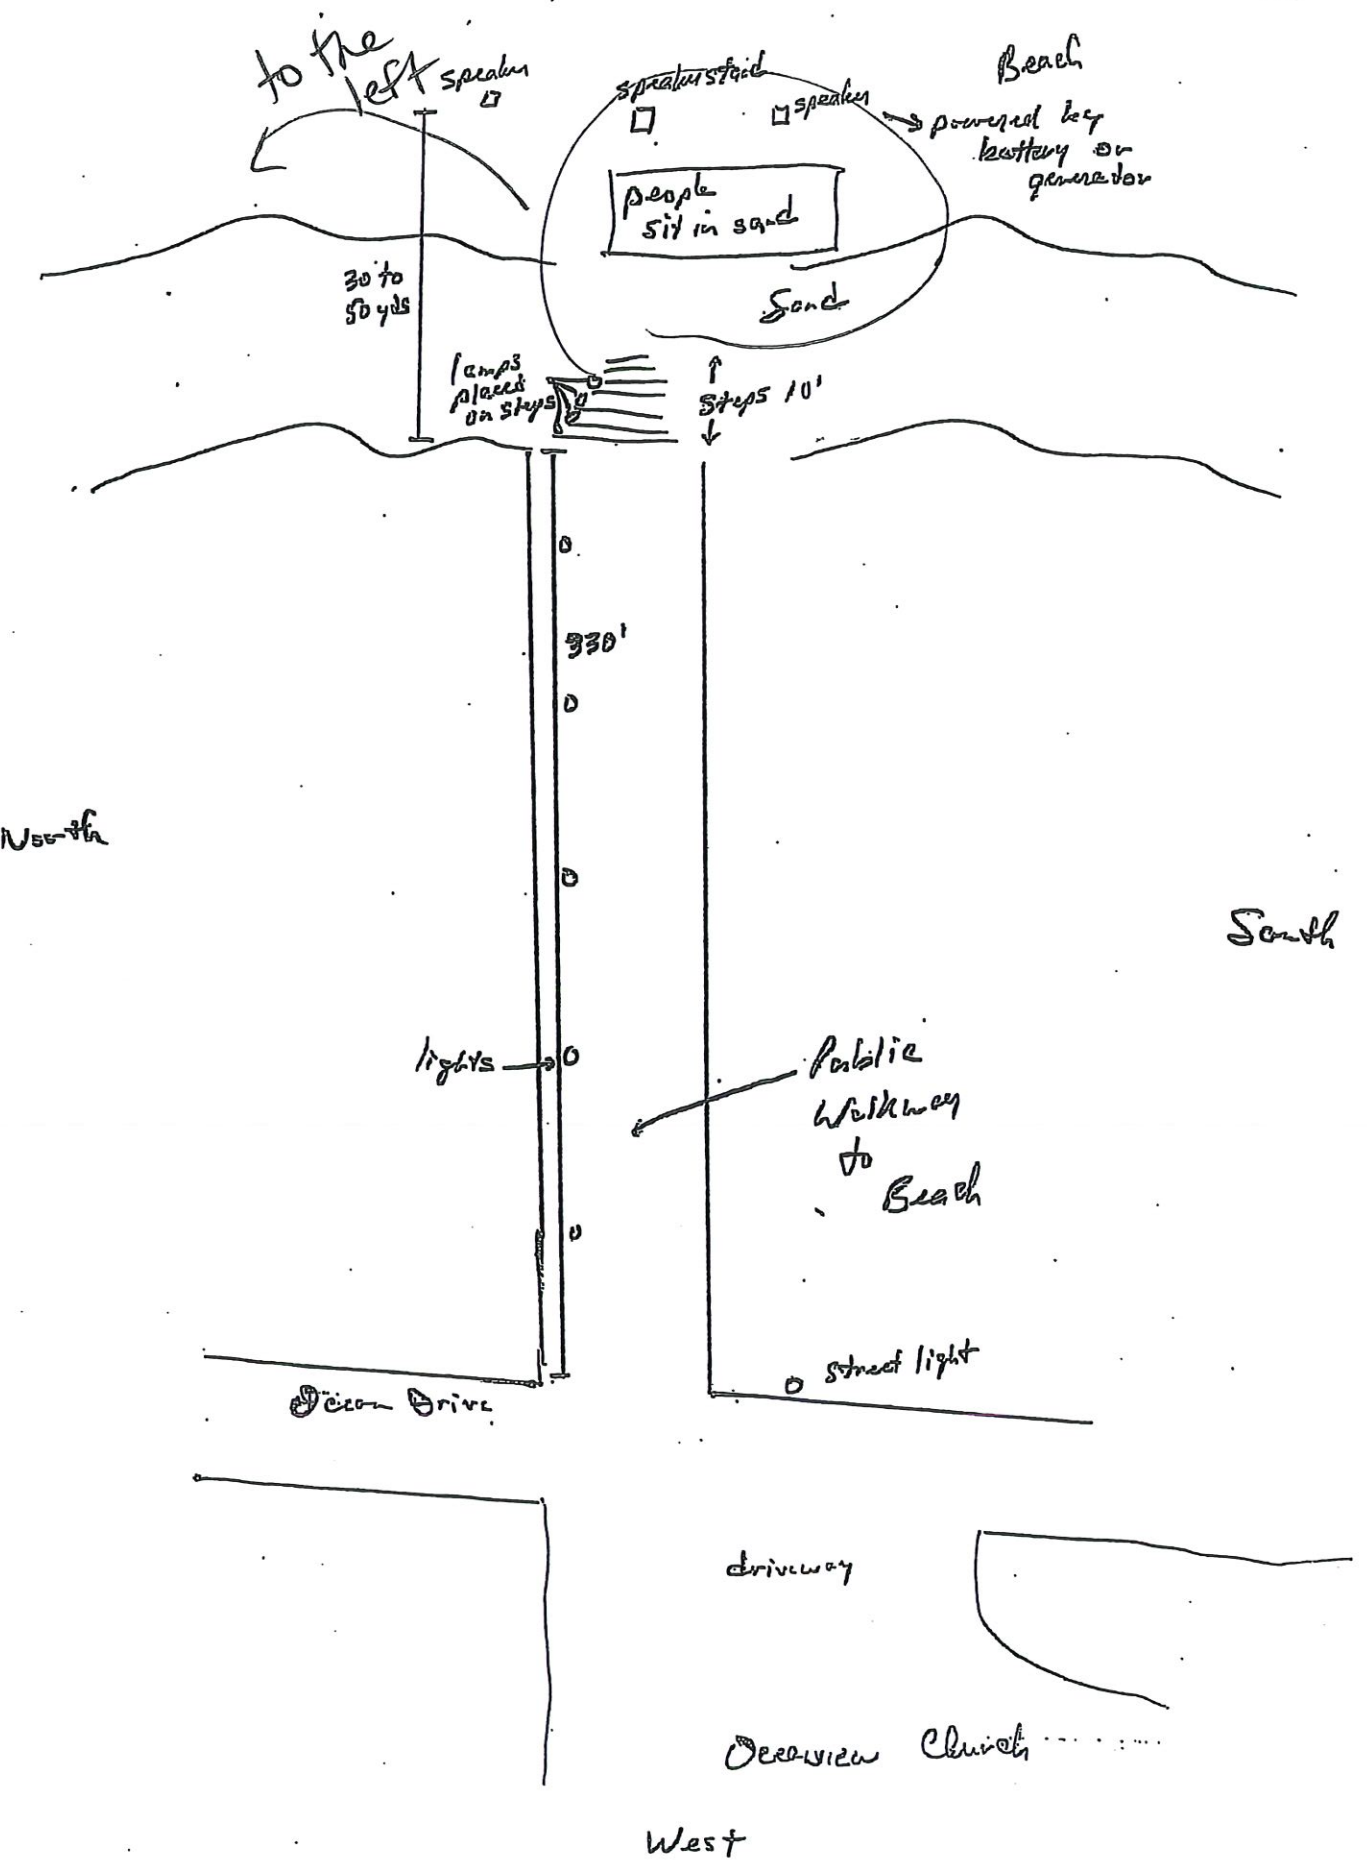 to the
left
speaker
speaker stand
speaker
Beach
powered by
battery or
generator
people
sit in sand
30 to
50 yds
Sand
lamps
placed
on steps
Steps 10'
330'
North
South
lights
Public
Walkway
to
Beach
street light
Ocean Drive
driveway
Oceanview Church
West